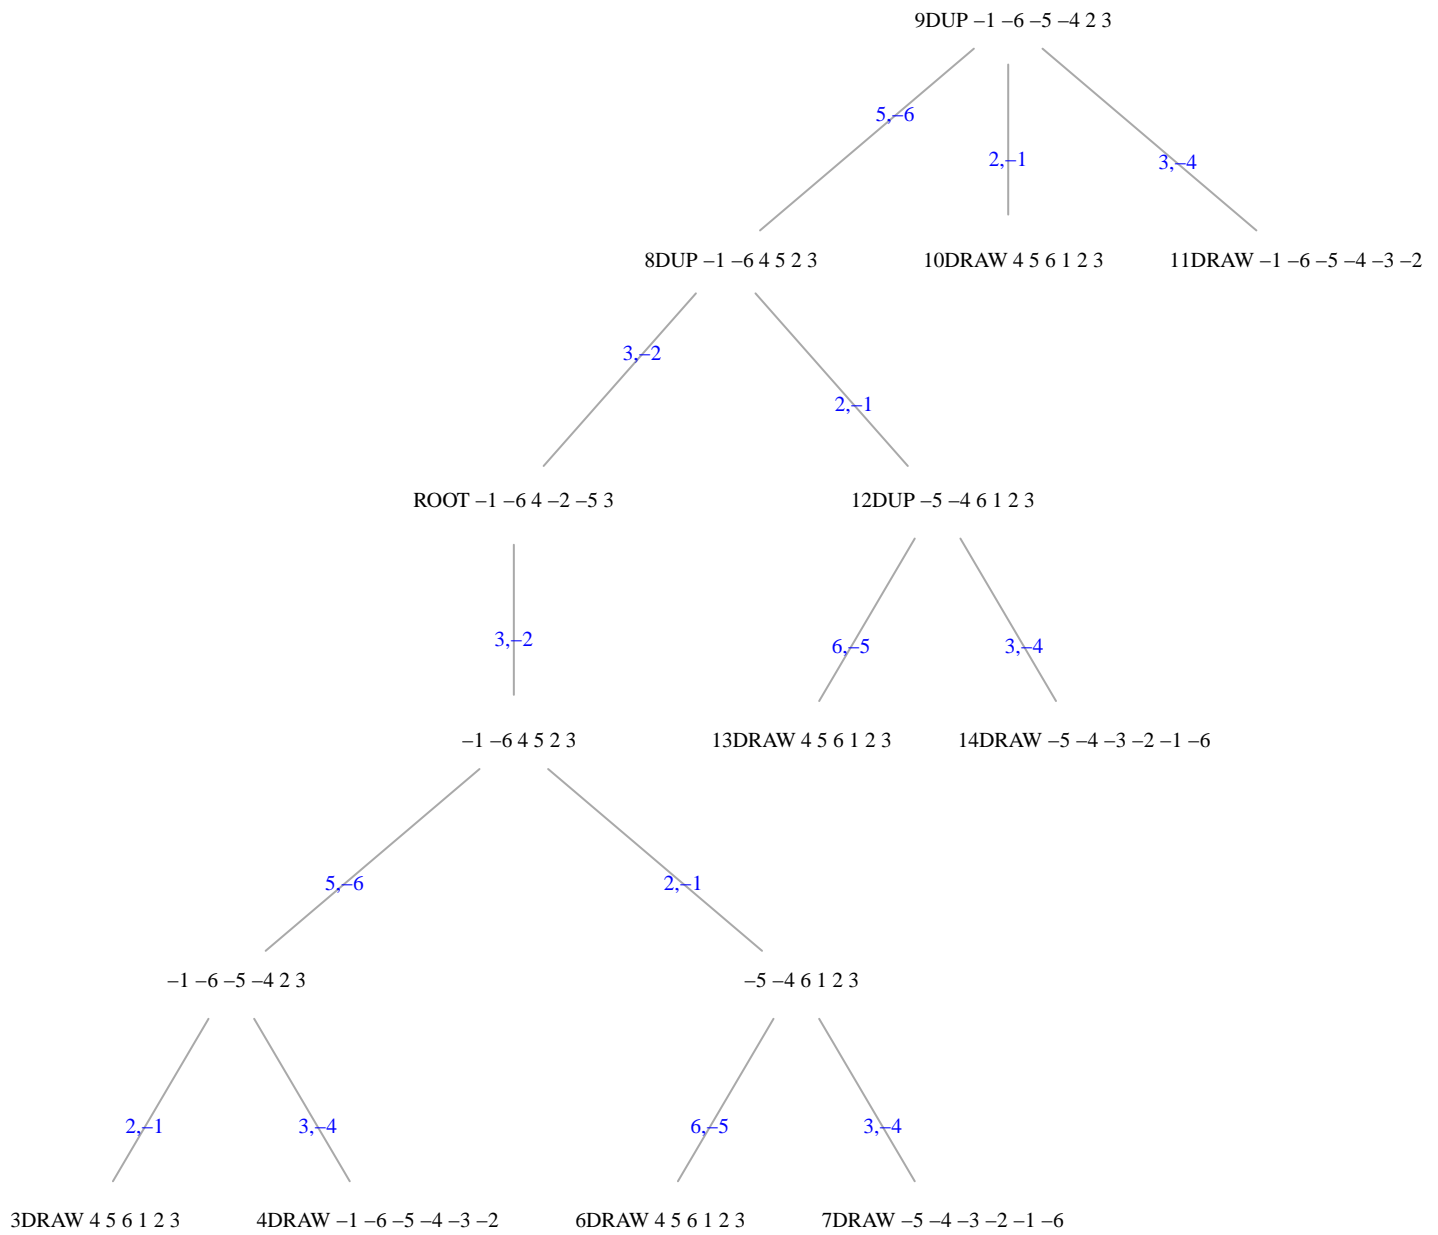 9DUP –1 –6 –5 –4 2 3
5,–6
2,–1
3,–4
8DUP –1 –6 4 5 2 3
10DRAW 4 5 6 1 2 3
11DRAW –1 –6 –5 –4 –3 –2
3,–2
2,–1
ROOT –1 –6 4 –2 –5 3
12DUP –5 –4 6 1 2 3
3,–2
6,–5
3,–4
–1 –6 4 5 2 3
13DRAW 4 5 6 1 2 3
14DRAW –5 –4 –3 –2 –1 –6
5,–6
2,–1
–1 –6 –5 –4 2 3
–5 –4 6 1 2 3
2,–1
3,–4
6,–5
3,–4
3DRAW 4 5 6 1 2 3
4DRAW –1 –6 –5 –4 –3 –2
6DRAW 4 5 6 1 2 3
7DRAW –5 –4 –3 –2 –1 –6